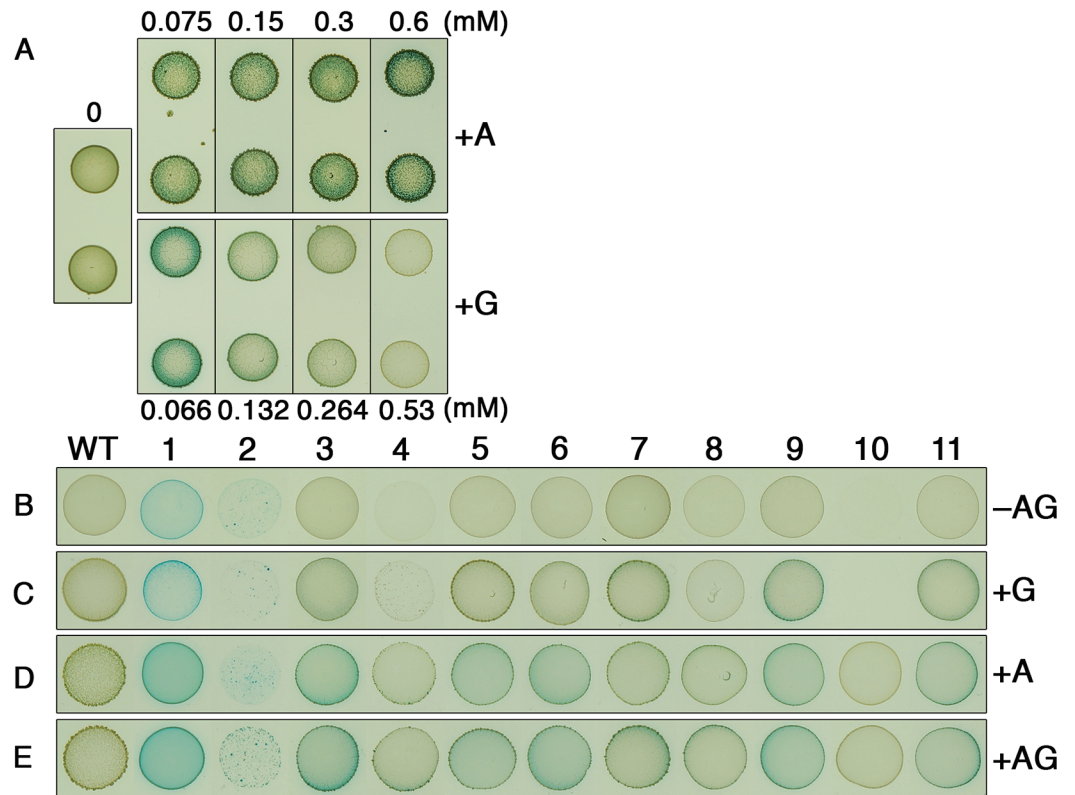 A
0.075 0.15 0.3 0.6 (mM)
0
+A
+G
0.066 0.132 0.264 0.53 (mM)
WT 1 2 3 4 5 6 7 8 9 10 11
B –AG
C +G
D +A
E +AG